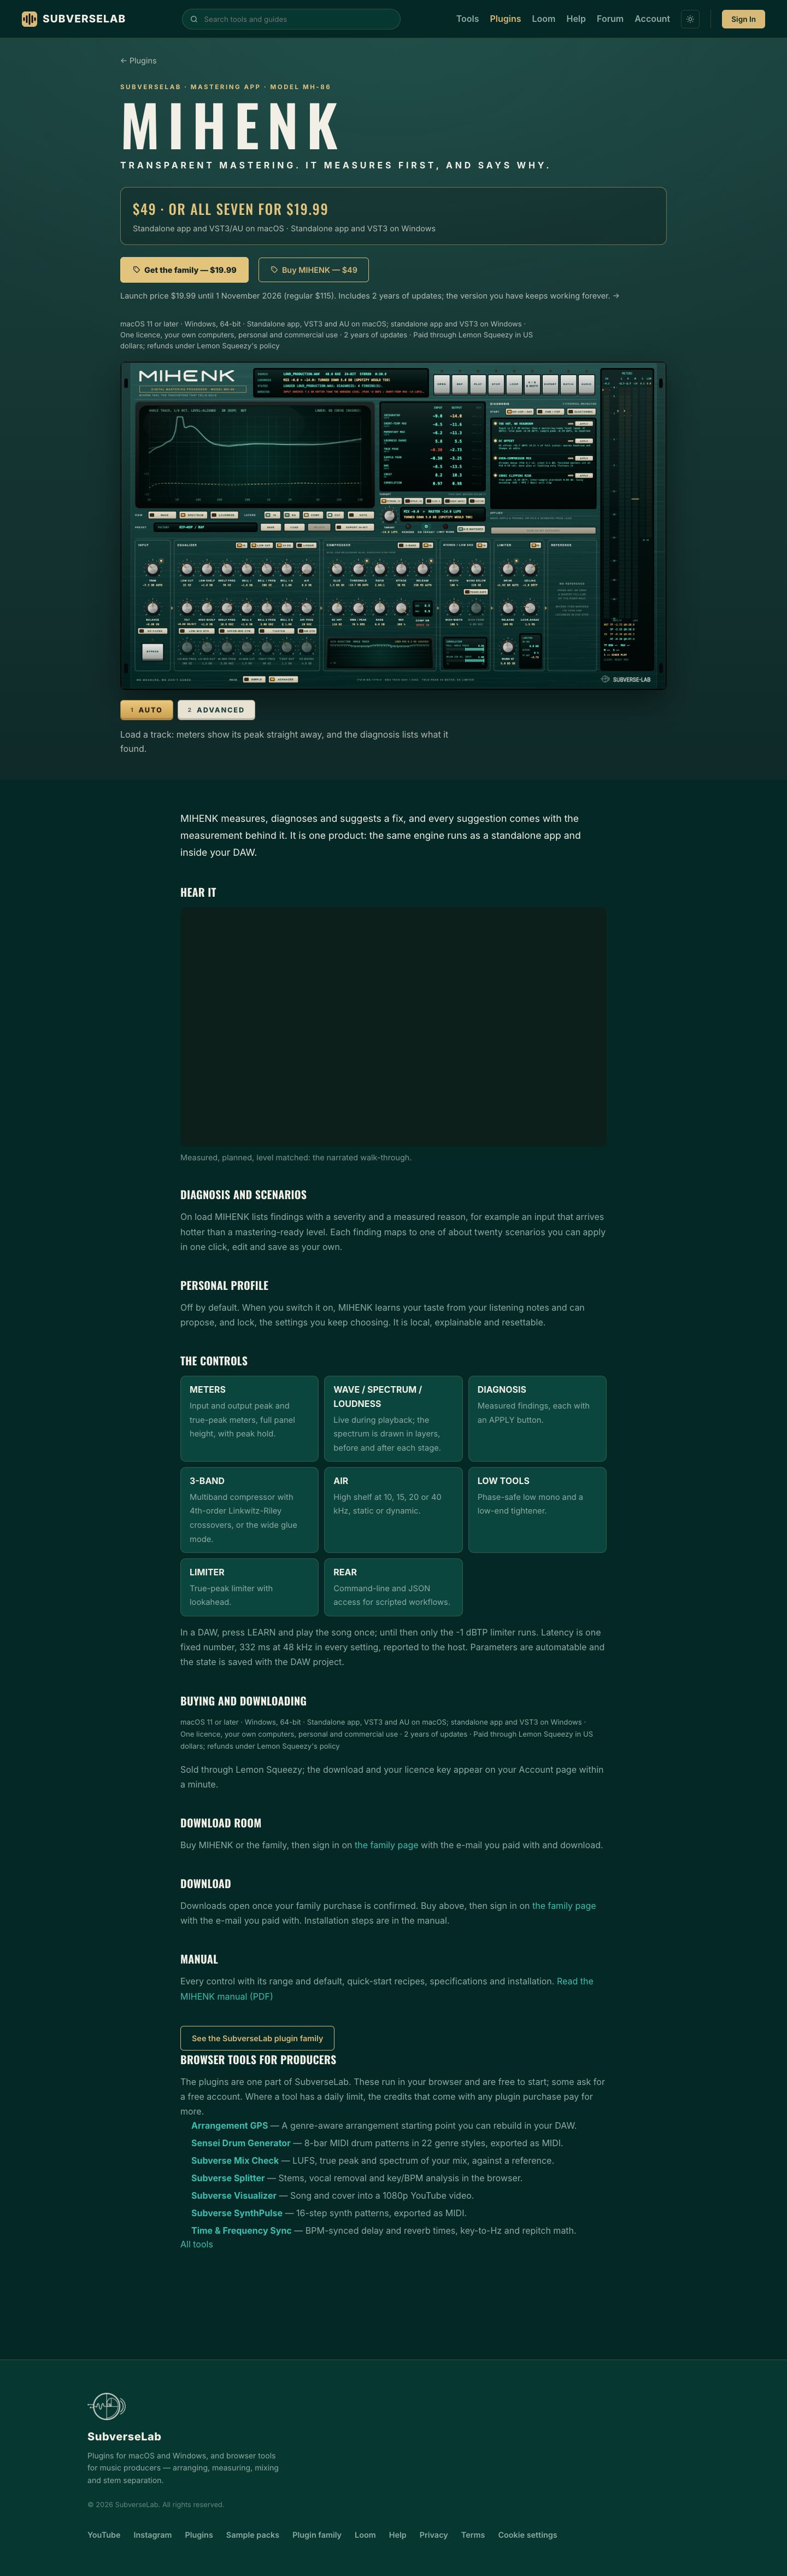 SUBVERSELAB
Search tools and guides
Tools Plugins Loom Help Forum Account
Sign In
← Plugins
SUBVERSELAB · MASTERING APP · MODEL MH-86
MIHENK
TRANSPARENT MASTERING. IT MEASURES FIRST, AND SAYS WHY.
$49 · OR ALL SEVEN FOR $19.99
Standalone app and VST3/AU on macOS · Standalone app and VST3 on Windows
Get the family — $19.99
Buy MIHENK — $49
Launch price $19.99 until 1 November 2026 (regular $115). Includes 2 years of updates; the version you have keeps working forever. →
macOS 11 or later · Windows, 64-bit · Standalone app, VST3 and AU on macOS; standalone app and VST3 on Windows ·
One licence, your own computers, personal and commercial use · 2 years of updates · Paid through Lemon Squeezy in US
dollars; refunds under Lemon Squeezy's policy
MIHENK
DIAGNOSIS
INPUT
EQUALIZER
COMPRESSOR
LIMITER
REFERENCE
BYPASS
SUBVERSE-LAB
1 AUTO
2 ADVANCED
Load a track: meters show its peak straight away, and the diagnosis lists what it
found.
MIHENK measures, diagnoses and suggests a fix, and every suggestion comes with the
measurement behind it. It is one product: the same engine runs as a standalone app and
inside your DAW.
HEAR IT
Measured, planned, level matched: the narrated walk-through.
DIAGNOSIS AND SCENARIOS
On load MIHENK lists findings with a severity and a measured reason, for example an input that arrives
hotter than a mastering-ready level. Each finding maps to one of about twenty scenarios you can apply
in one click, edit and save as your own.
PERSONAL PROFILE
Off by default. When you switch it on, MIHENK learns your taste from your listening notes and can
propose, and lock, the settings you keep choosing. It is local, explainable and resettable.
THE CONTROLS
METERS
Input and output peak and
true-peak meters, full panel
height, with peak hold.
WAVE / SPECTRUM /
LOUDNESS
Live during playback; the
spectrum is drawn in layers,
before and after each stage.
DIAGNOSIS
Measured findings, each with
an APPLY button.
3-BAND
Multiband compressor with
4th-order Linkwitz-Riley
crossovers, or the wide glue
mode.
AIR
High shelf at 10, 15, 20 or 40
kHz, static or dynamic.
LOW TOOLS
Phase-safe low mono and a
low-end tightener.
LIMITER
True-peak limiter with
lookahead.
REAR
Command-line and JSON
access for scripted workflows.
In a DAW, press LEARN and play the song once; until then only the -1 dBTP limiter runs. Latency is one
fixed number, 332 ms at 48 kHz in every setting, reported to the host. Parameters are automatable and
the state is saved with the DAW project.
BUYING AND DOWNLOADING
macOS 11 or later · Windows, 64-bit · Standalone app, VST3 and AU on macOS; standalone app and VST3 on Windows ·
One licence, your own computers, personal and commercial use · 2 years of updates · Paid through Lemon Squeezy in US
dollars; refunds under Lemon Squeezy's policy
Sold through Lemon Squeezy; the download and your licence key appear on your Account page within
a minute.
DOWNLOAD ROOM
Buy MIHENK or the family, then sign in on the family page with the e-mail you paid with and download.
DOWNLOAD
Downloads open once your family purchase is confirmed. Buy above, then sign in on the family page
with the e-mail you paid with. Installation steps are in the manual.
MANUAL
Every control with its range and default, quick-start recipes, specifications and installation. Read the
MIHENK manual (PDF)
See the SubverseLab plugin family
BROWSER TOOLS FOR PRODUCERS
The plugins are one part of SubverseLab. These run in your browser and are free to start; some ask for
a free account. Where a tool has a daily limit, the credits that come with any plugin purchase pay for
more.
Arrangement GPS — A genre-aware arrangement starting point you can rebuild in your DAW.
Sensei Drum Generator — 8-bar MIDI drum patterns in 22 genre styles, exported as MIDI.
Subverse Mix Check — LUFS, true peak and spectrum of your mix, against a reference.
Subverse Splitter — Stems, vocal removal and key/BPM analysis in the browser.
Subverse Visualizer — Song and cover into a 1080p YouTube video.
Subverse SynthPulse — 16-step synth patterns, exported as MIDI.
Time & Frequency Sync — BPM-synced delay and reverb times, key-to-Hz and repitch math.
All tools
SubverseLab
Plugins for macOS and Windows, and browser tools
for music producers — arranging, measuring, mixing
and stem separation.
© 2026 SubverseLab. All rights reserved.
YouTube Instagram Plugins Sample packs Plugin family Loom Help Privacy Terms Cookie settings